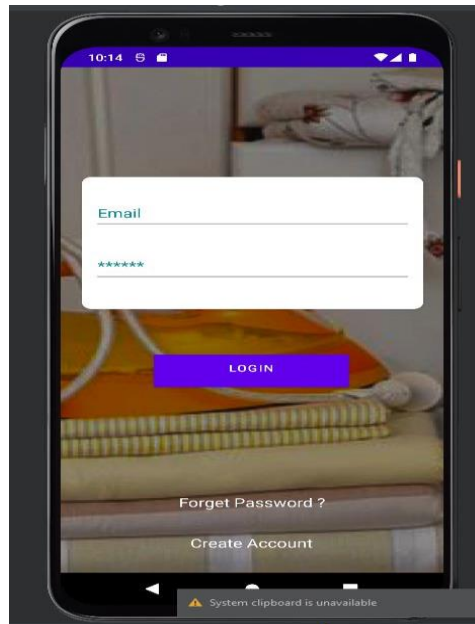 10:14
Email
******
LOGIN
Forget Password ?
Create Account
System clipboard is unavailable